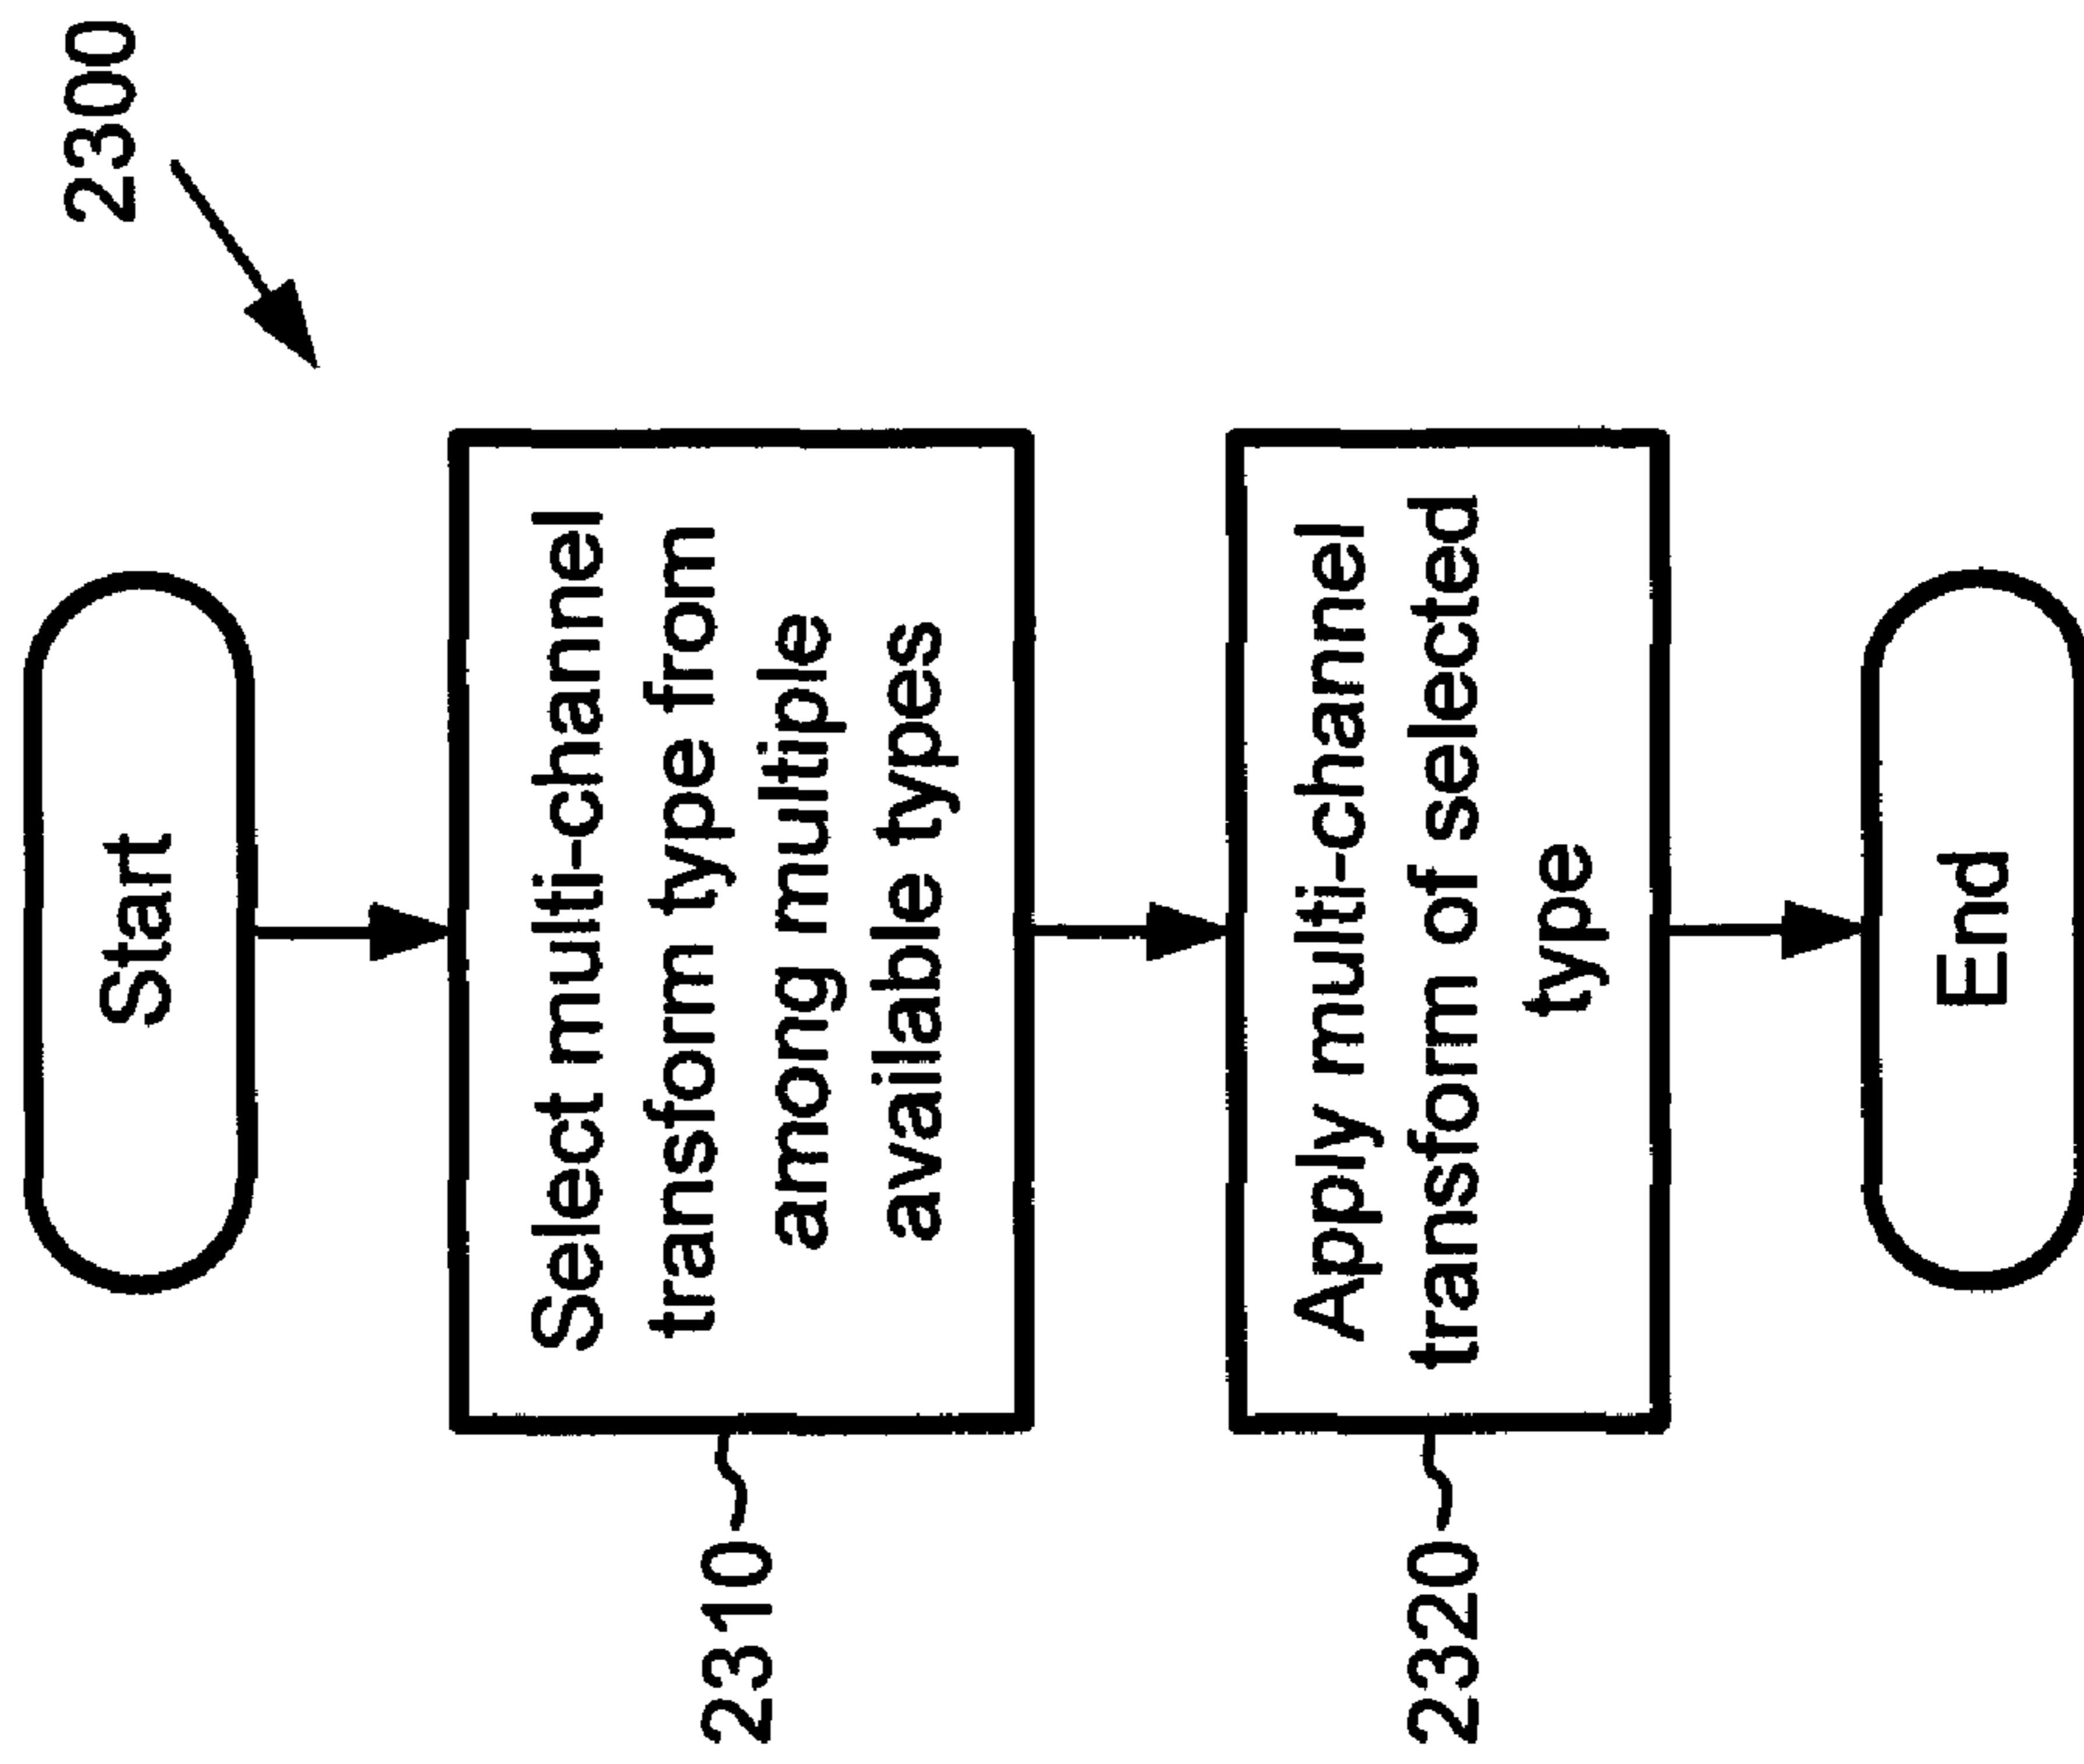 2300
Start
2310
Select multi-channel
transform type from
among multiple
available types
2320
Apply multi-channel
transform of selected
type
End